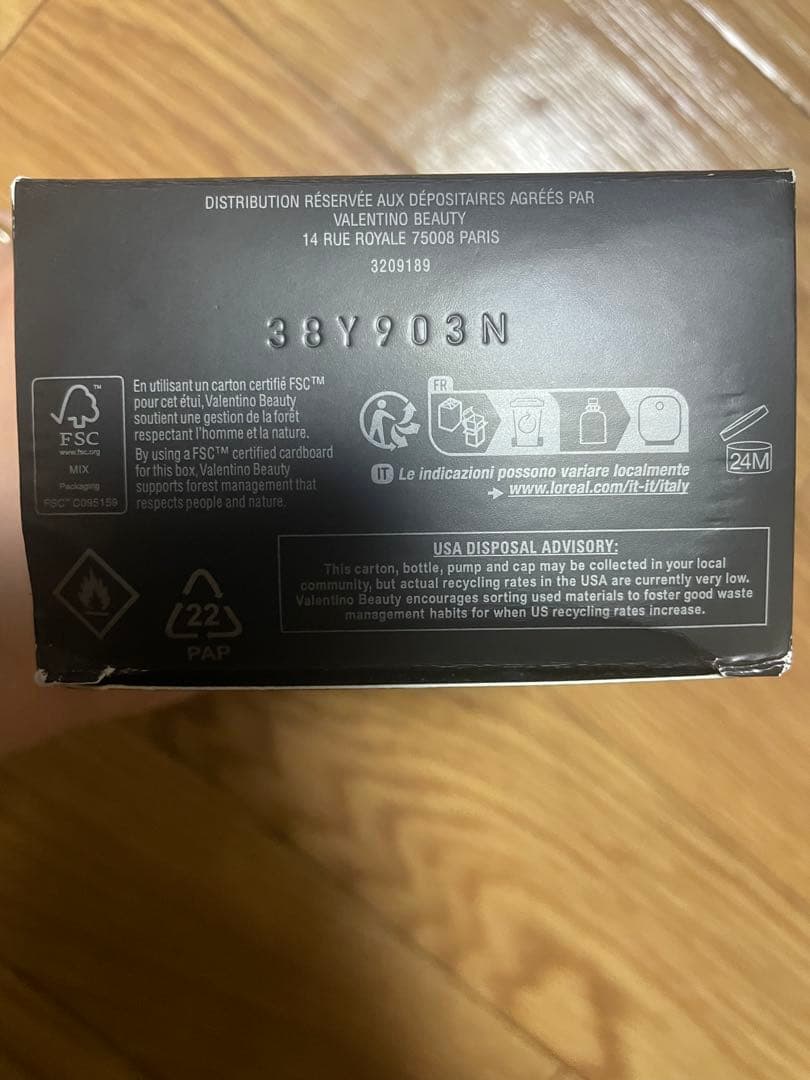 DISTRIBUTION RÉSERVÉE AUX DÉPOSITAIRES AGRÉÉS PAR
VALENTINO BEAUTY
14 RUE ROYALE 75008 PARIS
3209189
38Y903N
FSC™
www.fsc.org
MIX
Packaging
FSC™ C095159
En utilisant un carton certifié FSC™
pour cet étui, Valentino Beauty
soutient une gestion de la forêt
respectant l'homme et la nature.
By using a FSC™ certified cardboard
for this box, Valentino Beauty
supports forest management that
respects people and nature.
FR
IT Le indicazioni possono variare localmente
www.loreal.com/it-it/italy
24M
22
PAP
USA DISPOSAL ADVISORY:
This carton, bottle, pump and cap may be collected in your local
community, but actual recycling rates in the USA are currently very low.
Valentino Beauty encourages sorting used materials to foster good waste
management habits for when US recycling rates increase.